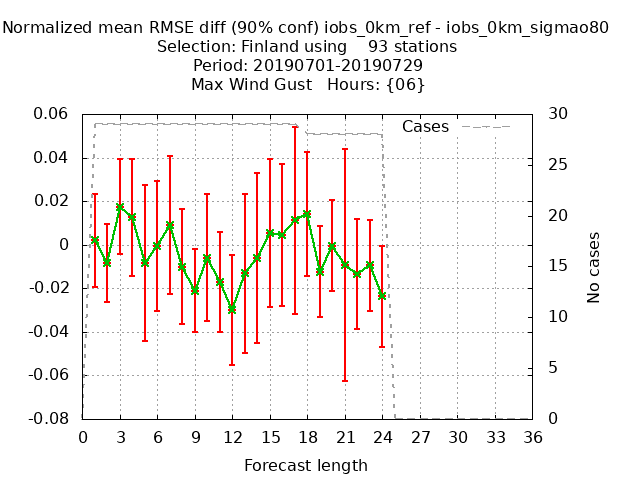 Normalized mean RMSE diff (90% conf) iobs_0km_ref - iobs_0km_sigmao80
Selection: Finland using    93 stations
Period: 20190701-20190729
Max Wind Gust   Hours: {06}
Cases
0.06
0.04
0.02
0
-0.02
-0.04
-0.06
-0.08
30
25
20
15
10
5
0
No cases
0 3 6 9 12 15 18 21 24 27 30 33 36
Forecast length